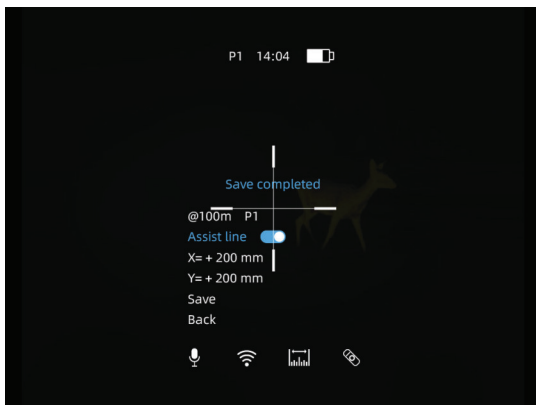 P1 14:04
Save completed
@100m P1
Assist line
X= + 200 mm
Y= + 200 mm
Save
Back